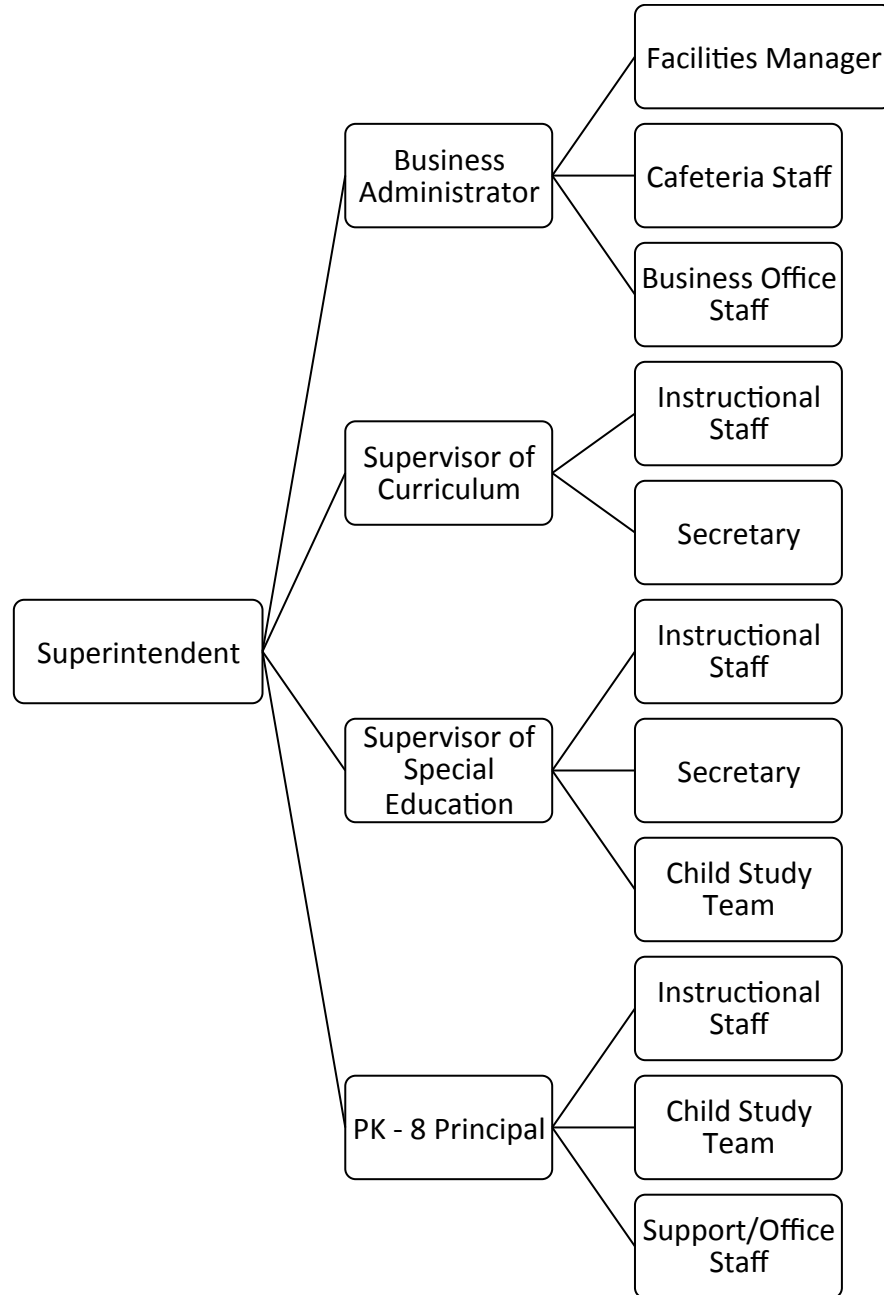 Superintendent
Business
Administrator
Facilities Manager
Cafeteria Staff
Business Office
Staff
Supervisor of
Curriculum
Instructional
Staff
Secretary
Supervisor of
Special
Education
Instructional
Staff
Secretary
Child Study
Team
PK - 8 Principal
Instructional
Staff
Child Study
Team
Support/Office
Staff